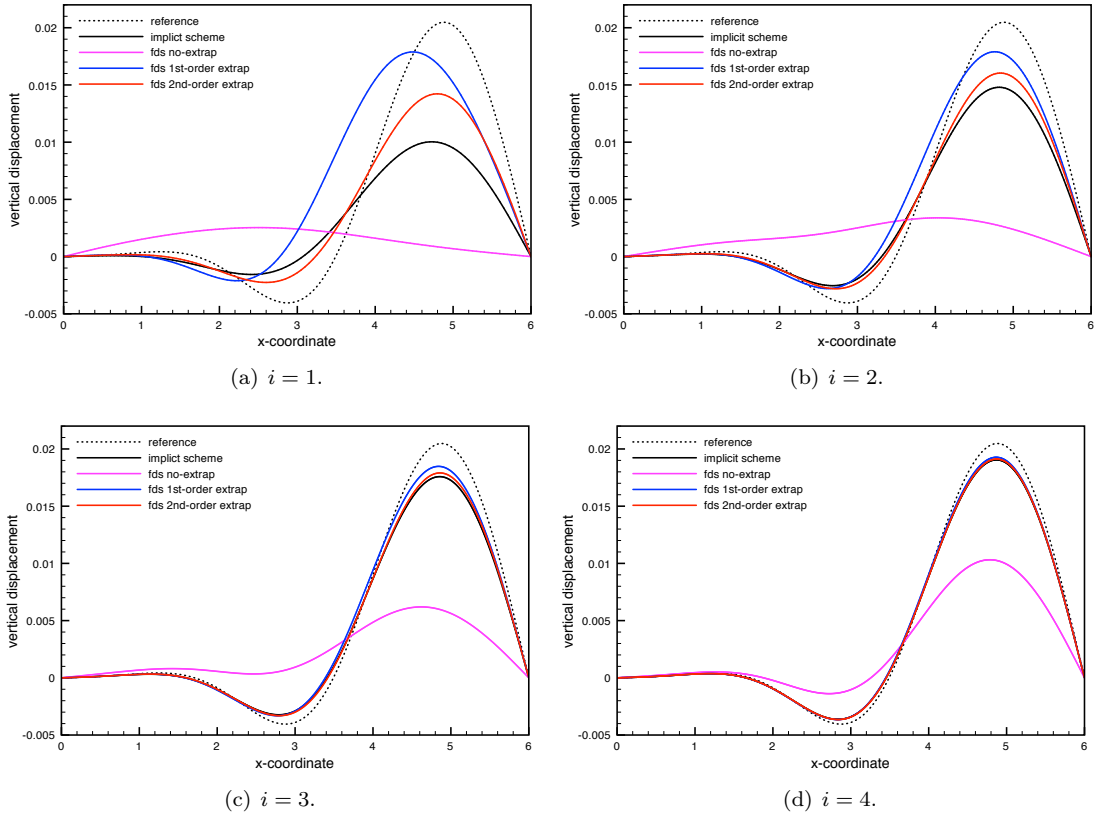 reference
implict scheme
fds no-extrap
fds 1st-order extrap
fds 2nd-order extrap
vertical displacement
0.02
0.015
0.01
0.005
0
-0.005
0 1 2 3 4 5 6
x-coordinate
(a) i = 1.
reference
implicit scheme
fds no-extrap
fds 1st-order extrap
fds 2nd-order extrap
vertical displacement
0.02
0.015
0.01
0.005
0
-0.005
0 1 2 3 4 5 6
x-coordinate
(b) i = 2.
reference
implict scheme
fds no-extrap
fds 1st-order extrap
fds 2nd-order extrap
vertical displacement
0.02
0.015
0.01
0.005
0
-0.005
0 1 2 3 4 5 6
x-coordinate
(c) i = 3.
reference
implicit scheme
fds no-extrap
fds 1st-order extrap
fds 2nd-order extrap
vertical displacement
0.02
0.015
0.01
0.005
0
-0.005
0 1 2 3 4 5 6
x-coordinate
(d) i = 4.